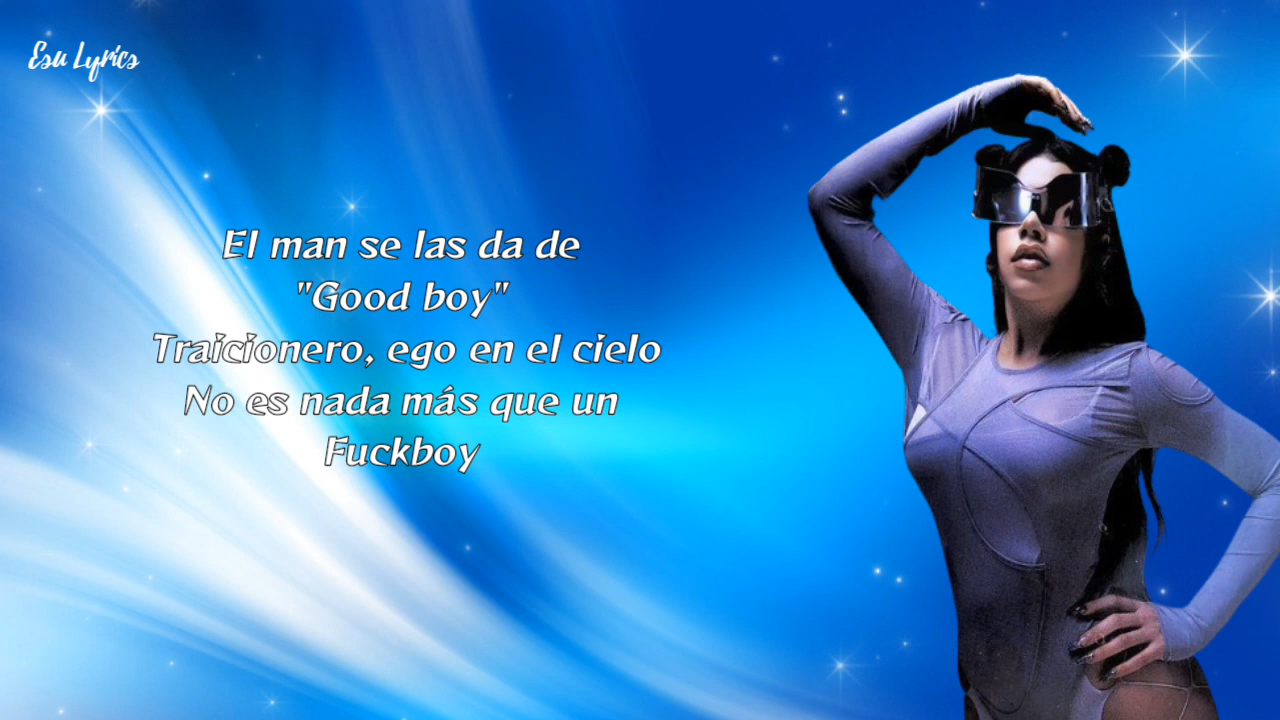 Esu Lyrics
El man se las da de
"Good boy"
Traicionero, ego en el cielo
No es nada más que un
Fuckboy